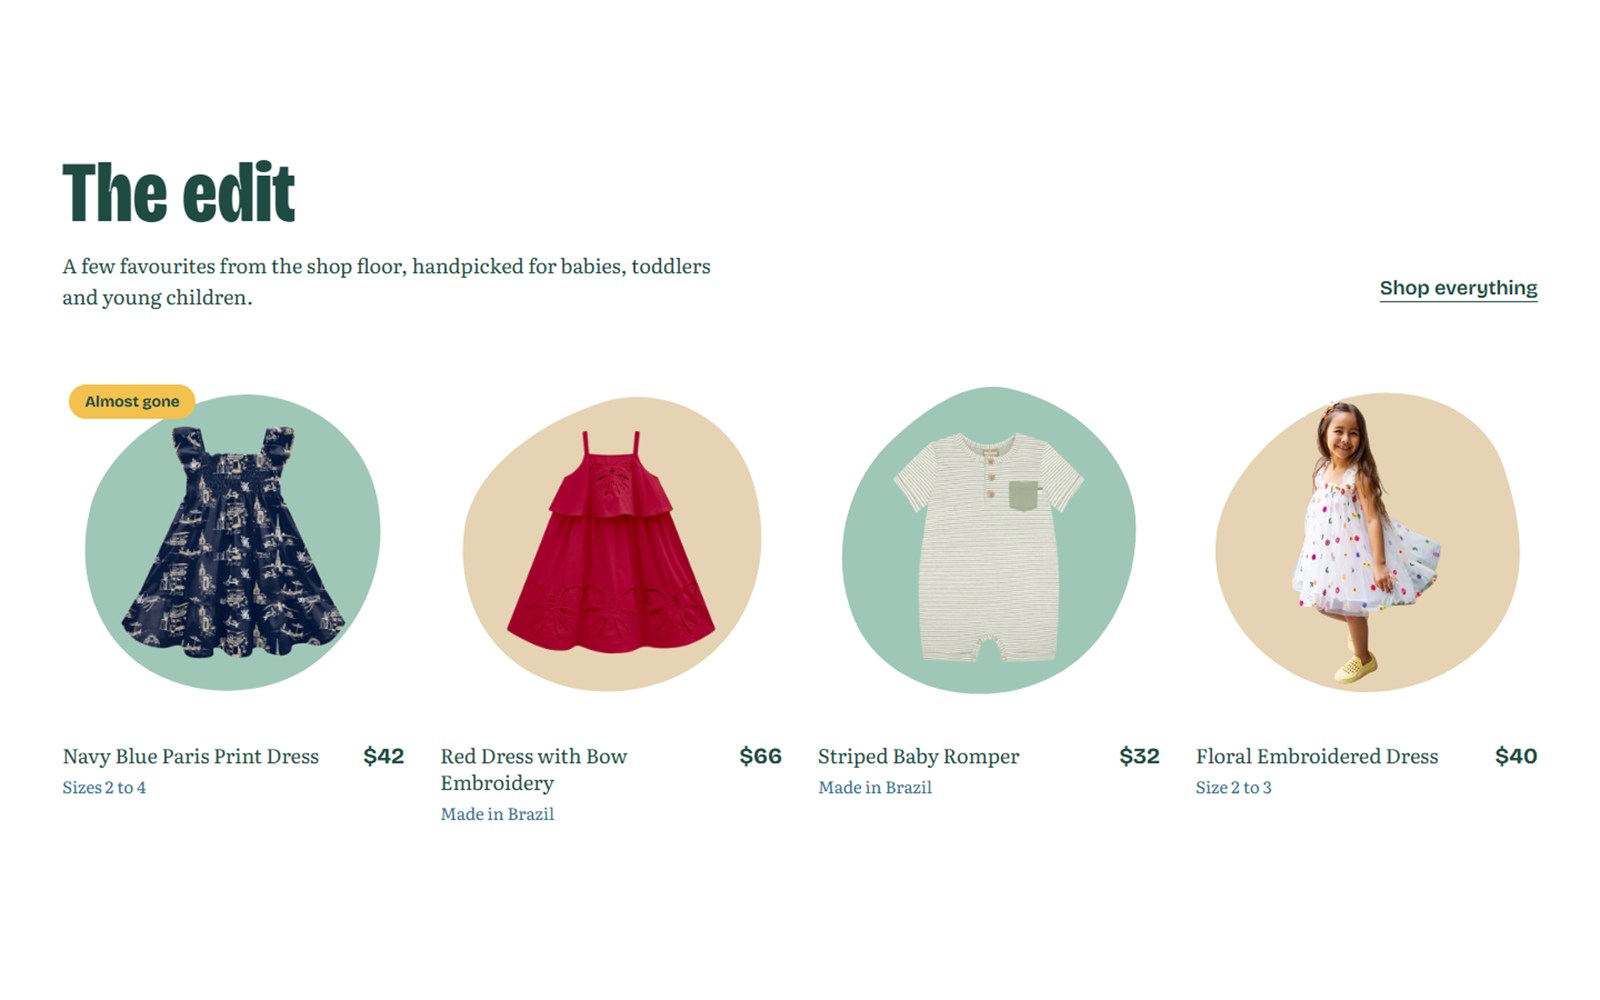 The edit
A few favourites from the shop floor, handpicked for babies, toddlers
and young children.
Shop everything
Almost gone
Navy Blue Paris Print Dress
$42
Sizes 2 to 4
Red Dress with Bow
Embroidery
$66
Made in Brazil
Striped Baby Romper
$32
Made in Brazil
Floral Embroidered Dress
$40
Size 2 to 3